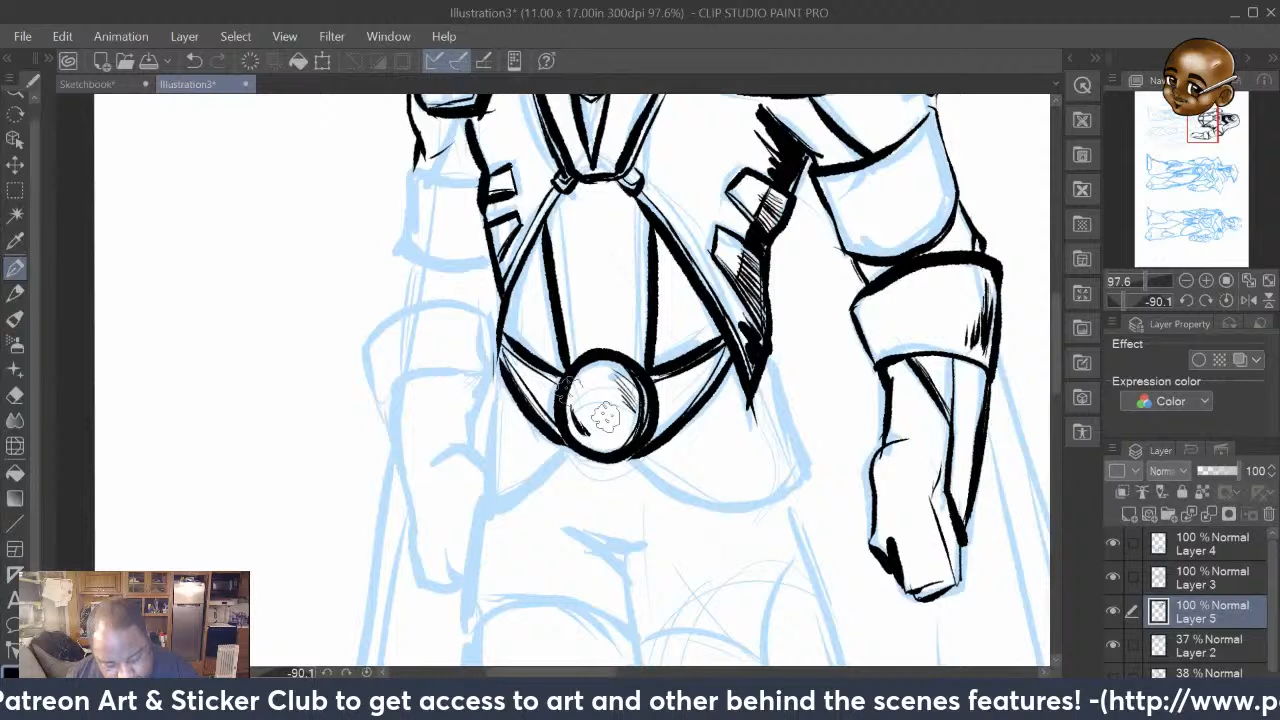 Illustration3* (11.00 x 17.00in 300dpi 97.6%) - CLIP STUDIO PAINT PRO
File Edit Animation Layer Select View Filter Window Help
Sketchbook* Illustration3*
97.6
-90.1
Layer Property
Effect
Expression color
Color
Layer
Norm 100
100 % Normal
Layer 4
100 % Normal
Layer 3
100 % Normal
Layer 5
37 % Normal
Layer 2
38 % Normal
-90.1
Patreon Art & Sticker Club to get access to art and other behind the scenes features! -(http://www.p